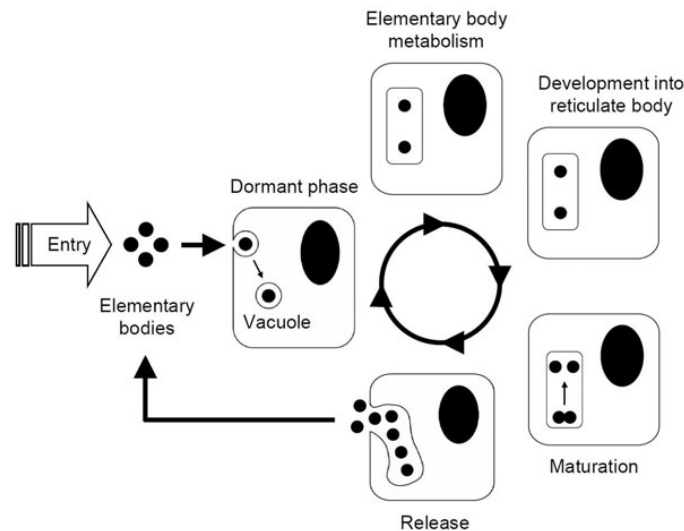 Elementary body
metabolism
Development into
reticulate body
Dormant phase
Entry
Elementary
bodies
Vacuole
Maturation
Release